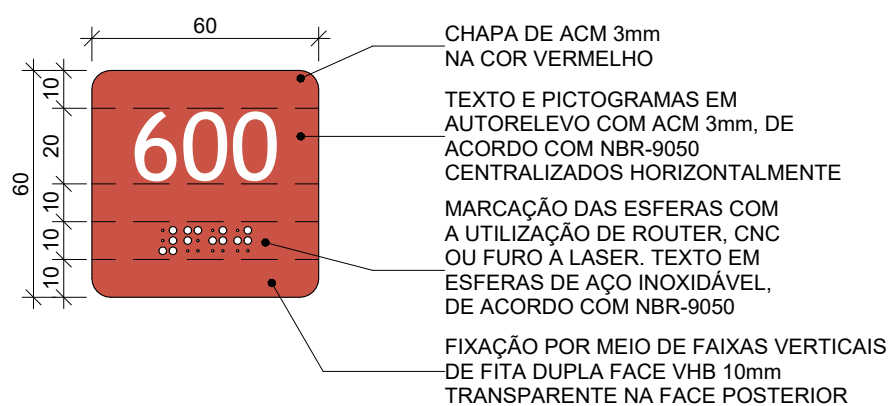 60
CHAPA DE ACM 3mm
NA COR VERMELHO
TEXTO E PICTOGRAMAS EM
AUTORELEVO COM ACM 3mm, DE
ACORDO COM NBR-9050
CENTRALIZADOS HORIZONTALMENTE
MARCAÇÃO DAS ESFERAS COM
A UTILIZAÇÃO DE ROUTER, CNC
OU FURO A LASER. TEXTO EM
ESFERAS DE AÇO INOXIDÁVEL,
DE ACORDO COM NBR-9050
FIXAÇÃO POR MEIO DE FAIXAS VERTICAIS
DE FITA DUPLA FACE VHB 10mm
TRANSPARENTE NA FACE POSTERIOR
60
10
20
10
10
10
600
⠼⠋⠚⠚